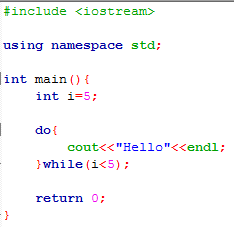 #include <iostream>
using namespace std;
int main(){
int i=5;
do{
cout<<"Hello"<<endl;
}while(i<5);
return 0;
}